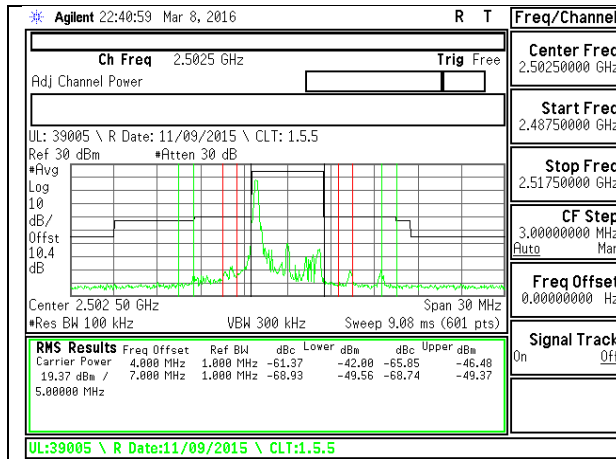 Agilent 22:40:59 Mar 8, 2016 R T
Freq/Channel
Ch Freq 2.5025 GHz Trig Free
Adj Channel Power
UL: 39005 \ R Date: 11/09/2015 \ CLT: 1.5.5
Ref 30 dBm #Atten 30 dB
#Avg
Log
10
dB/
Offst
10.4
dB
Center 2.502 50 GHz Span 30 MHz
#Res BW 100 kHz VBW 300 kHz Sweep 9.08 ms (601 pts)
RMS Results Freq Offset Ref BW dBc Lower dBm dBc Upper dBm
Carrier Power 4.000 MHz 1.000 MHz -61.37 -42.00 -65.85 -46.48
19.37 dBm / 7.000 MHz 1.000 MHz -68.93 -49.56 -68.74 -49.37
5.00000 MHz
UL:39005 \ R Date:11/09/2015 \ CLT:1.5.5
Center Freq
2.50250000 GHz
Start Freq
2.48750000 GHz
Stop Freq
2.51750000 GHz
CF Step
3.00000000 MHz
Auto Man
Freq Offset
0.00000000 Hz
Signal Track
On Off